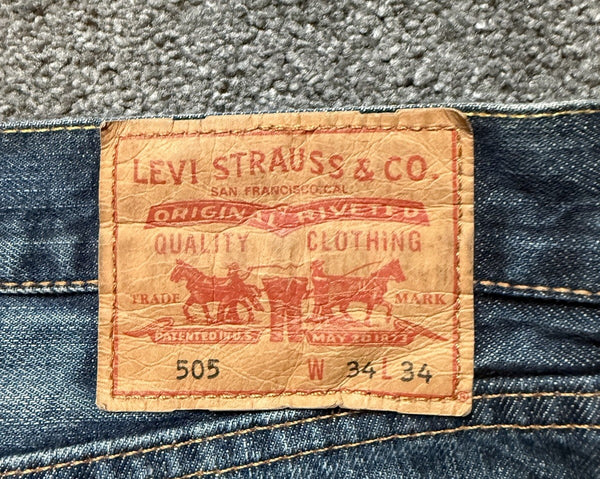 LEVI STRAUSS & CO.
SAN FRANCISCO, CAL.
ORIGINAL RIVETED
QUALITY CLOTHING
TRADE MARK
PATENTED IN U.S. MAY 20 1873
505 W 34 L 34